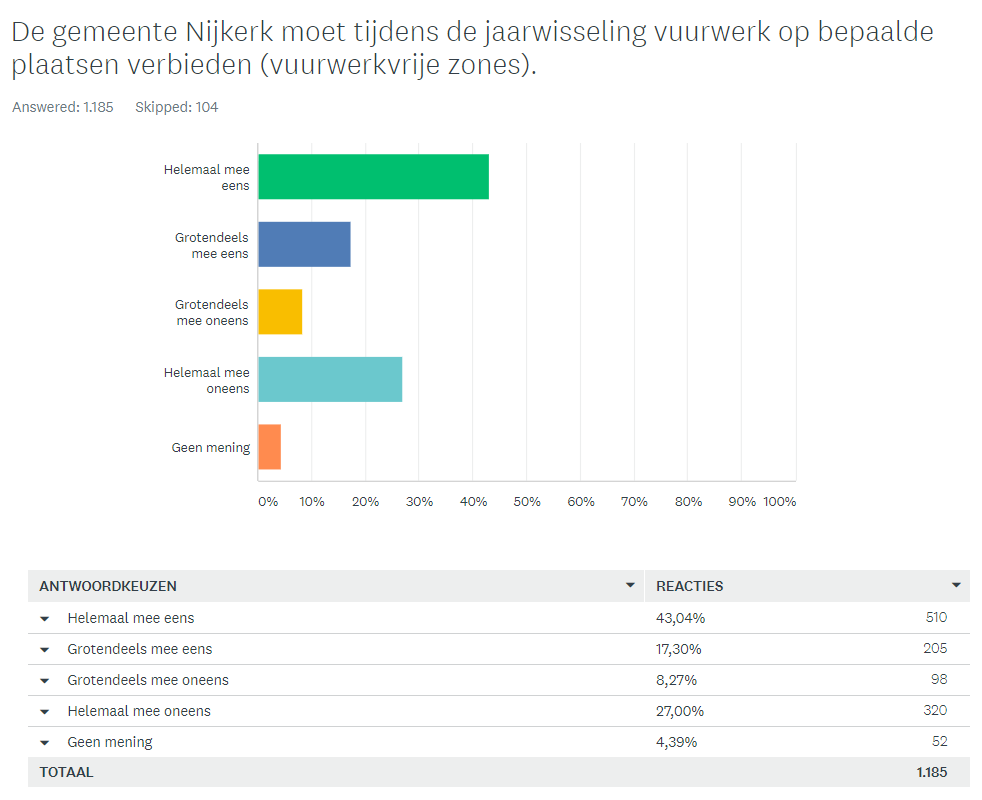 De gemeente Nijkerk moet tijdens de jaarwisseling vuurwerk op bepaalde
plaatsen verbieden (vuurwerkvrije zones).
Answered: 1.185 Skipped: 104
Helemaal mee
eens
Grotendeels
mee eens
Grotendeels
mee oneens
Helemaal mee
oneens
Geen mening
0% 10% 20% 30% 40% 50% 60% 70% 80% 90% 100%
ANTWOORDKEUZEN REACTIES
Helemaal mee eens 43,04% 510
Grotendeels mee eens 17,30% 205
Grotendeels mee oneens 8,27% 98
Helemaal mee oneens 27,00% 320
Geen mening 4,39% 52
TOTAAL 1.185